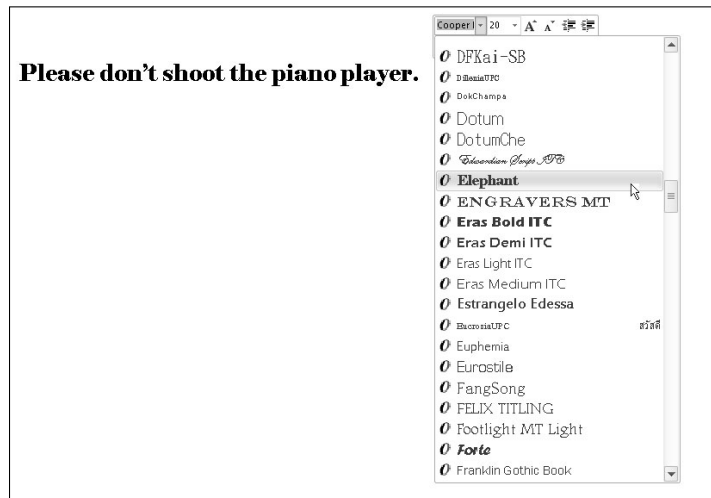 Cooper 20 A A
Please don't shoot the piano player.
DFKai-SB
DilleniaUPC
DokChampa
Dotum
DotumChe
Edwardian Script ITC
Elephant
ENGRAVERS MT
Eras Bold ITC
Eras Demi ITC
Eras Light ITC
Eras Medium ITC
Estrangelo Edessa
EucrosiaUPC สวัสดี
Euphemia
Eurostile
FangSong
FELIX TITLING
Footlight MT Light
Forte
Franklin Gothic Book